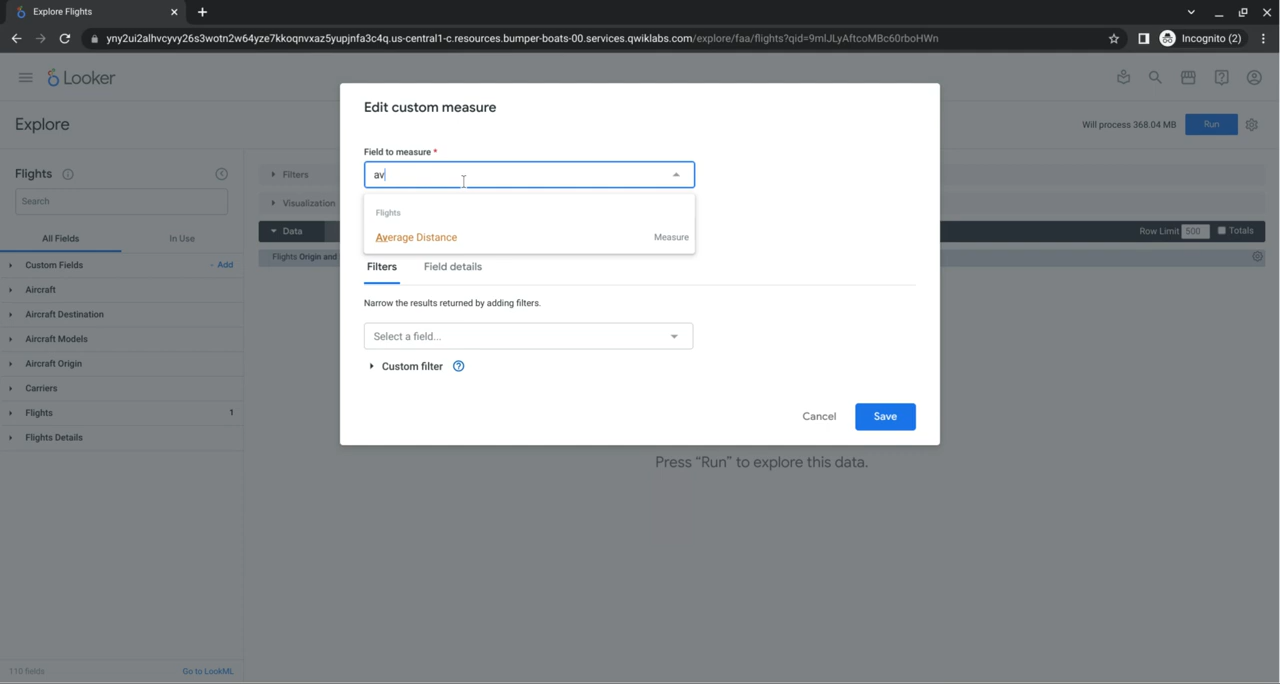 Explore Flights
yny2ui2alhvcyvy26s3wotn2w64yze7kkoqnvxaz5yupjnfa3c4q.us-central1-c.resources.bumper-boats-00.services.qwiklabs.com/explore/faa/flights?qid=9mlJLyAftcoMBc60rboHWn
Incognito (2)
Looker
Explore
Will process 368.04 MB
Run
Flights
Search
All Fields
In Use
Custom Fields
+ Add
Aircraft
Aircraft Destination
Aircraft Models
Aircraft Origin
Carriers
Flights 1
Flights Details
110 fields
Go to LookML
Filters
Visualization
Data
Row Limit 500
Totals
Flights Origin and
Press “Run” to explore this data.
Edit custom measure
Field to measure *
av
Flights
Average Distance
Measure
Filters
Field details
Narrow the results returned by adding filters.
Select a field...
Custom filter
Cancel
Save